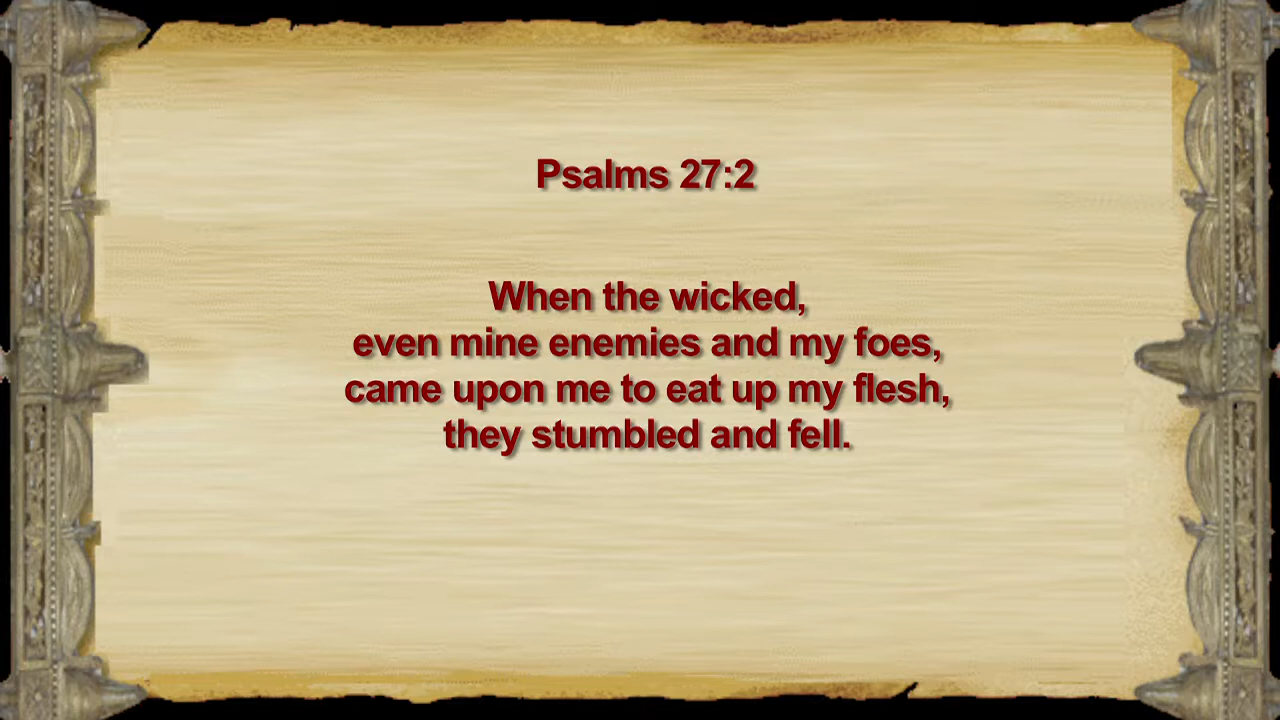 Psalms 27:2
When the wicked,
even mine enemies and my foes,
came upon me to eat up my flesh,
they stumbled and fell.